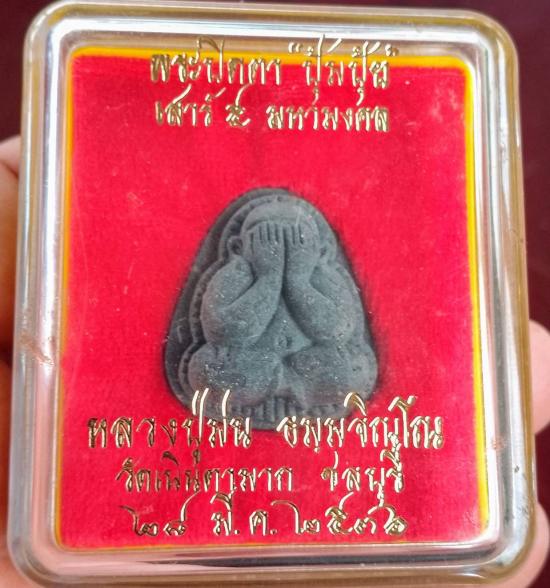 พระปิดตา ปุ้มปุ้ย
เสาร์ ๕ มหามงคล
หลวงปู่ม่น ธมฺมจิณฺโณ
วัดเนินตามาก ชลบุรี
๒๘ มี.ค. ๒๕๓๖